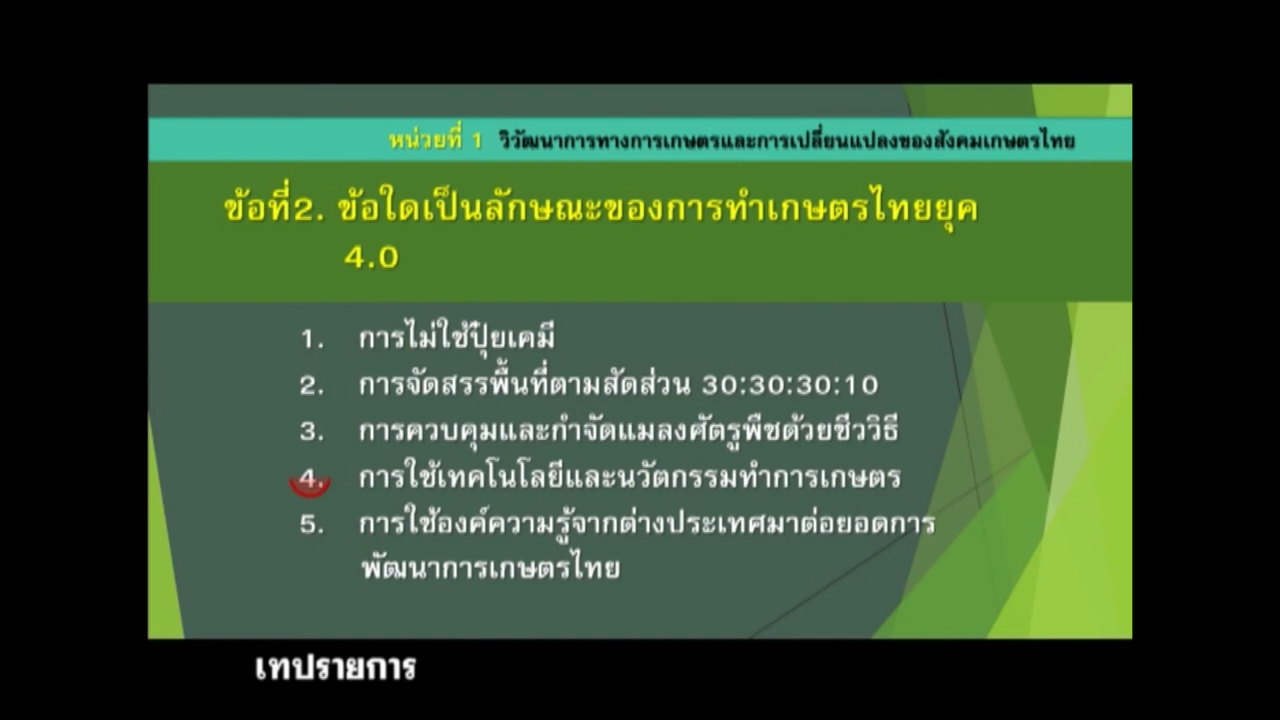 หน่วยที่ 1 วิวัฒนาการทางการเกษตรและการเปลี่ยนแปลงของสังคมเกษตรไทย
ข้อที่2. ข้อใดเป็นลักษณะของการทำเกษตรไทยยุค
4.0
1. การไม่ใช้ปุ๋ยเคมี
2. การจัดสรรพื้นที่ตามสัดส่วน 30:30:30:10
3. การควบคุมและกำจัดแมลงศัตรูพืชด้วยชีววิธี
4. การใช้เทคโนโลยีและนวัตกรรมทำการเกษตร
5. การใช้องค์ความรู้จากต่างประเทศมาต่อยอดการ
พัฒนาการเกษตรไทย
เทปรายการ